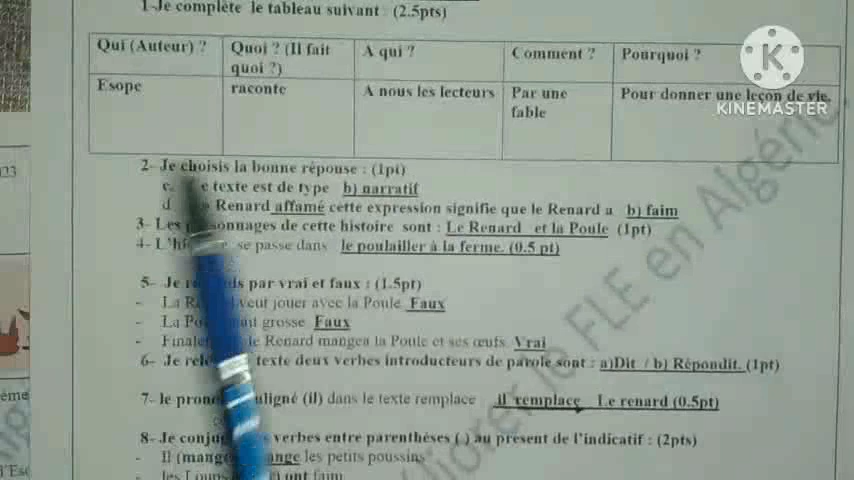 1-Je complète le tableau suivant : (2.5pts)
Qui (Auteur) ? Quoi ? (Il fait quoi ?) A qui ? Comment ? Pourquoi ?
Esope raconte A nous les lecteurs Par une fable Pour donner une leçon de vie.
K
KINEMASTER
2- Je choisis la bonne réponse : (1pt)
c. texte est de type b) narratif
d Renard affamé cette expression signifie que le Renard a b) faim
3- Les personnages de cette histoire sont : Le Renard et la Poule (1pt)
4- se passe dans le poulailler à la ferme. (0.5 pt)
5- Je par vrai et faux : (1.5pt)
- La veut jouer avec la Poule Faux
- La grosse Faux
- le Renard mangea la Poule et ses œufs Vrai
6- Je texte deux verbes introducteurs de parole sont : a)Dit / b) Répondit. (1pt)
7- le (il) dans le texte remplace il remplace Le renard (0.5pt)
8- Je verbes entre parenthèses ( ) au présent de l'indicatif : (2pts)
- Il les petits poussins
- les Loups ont faim
023
ème
l'Es